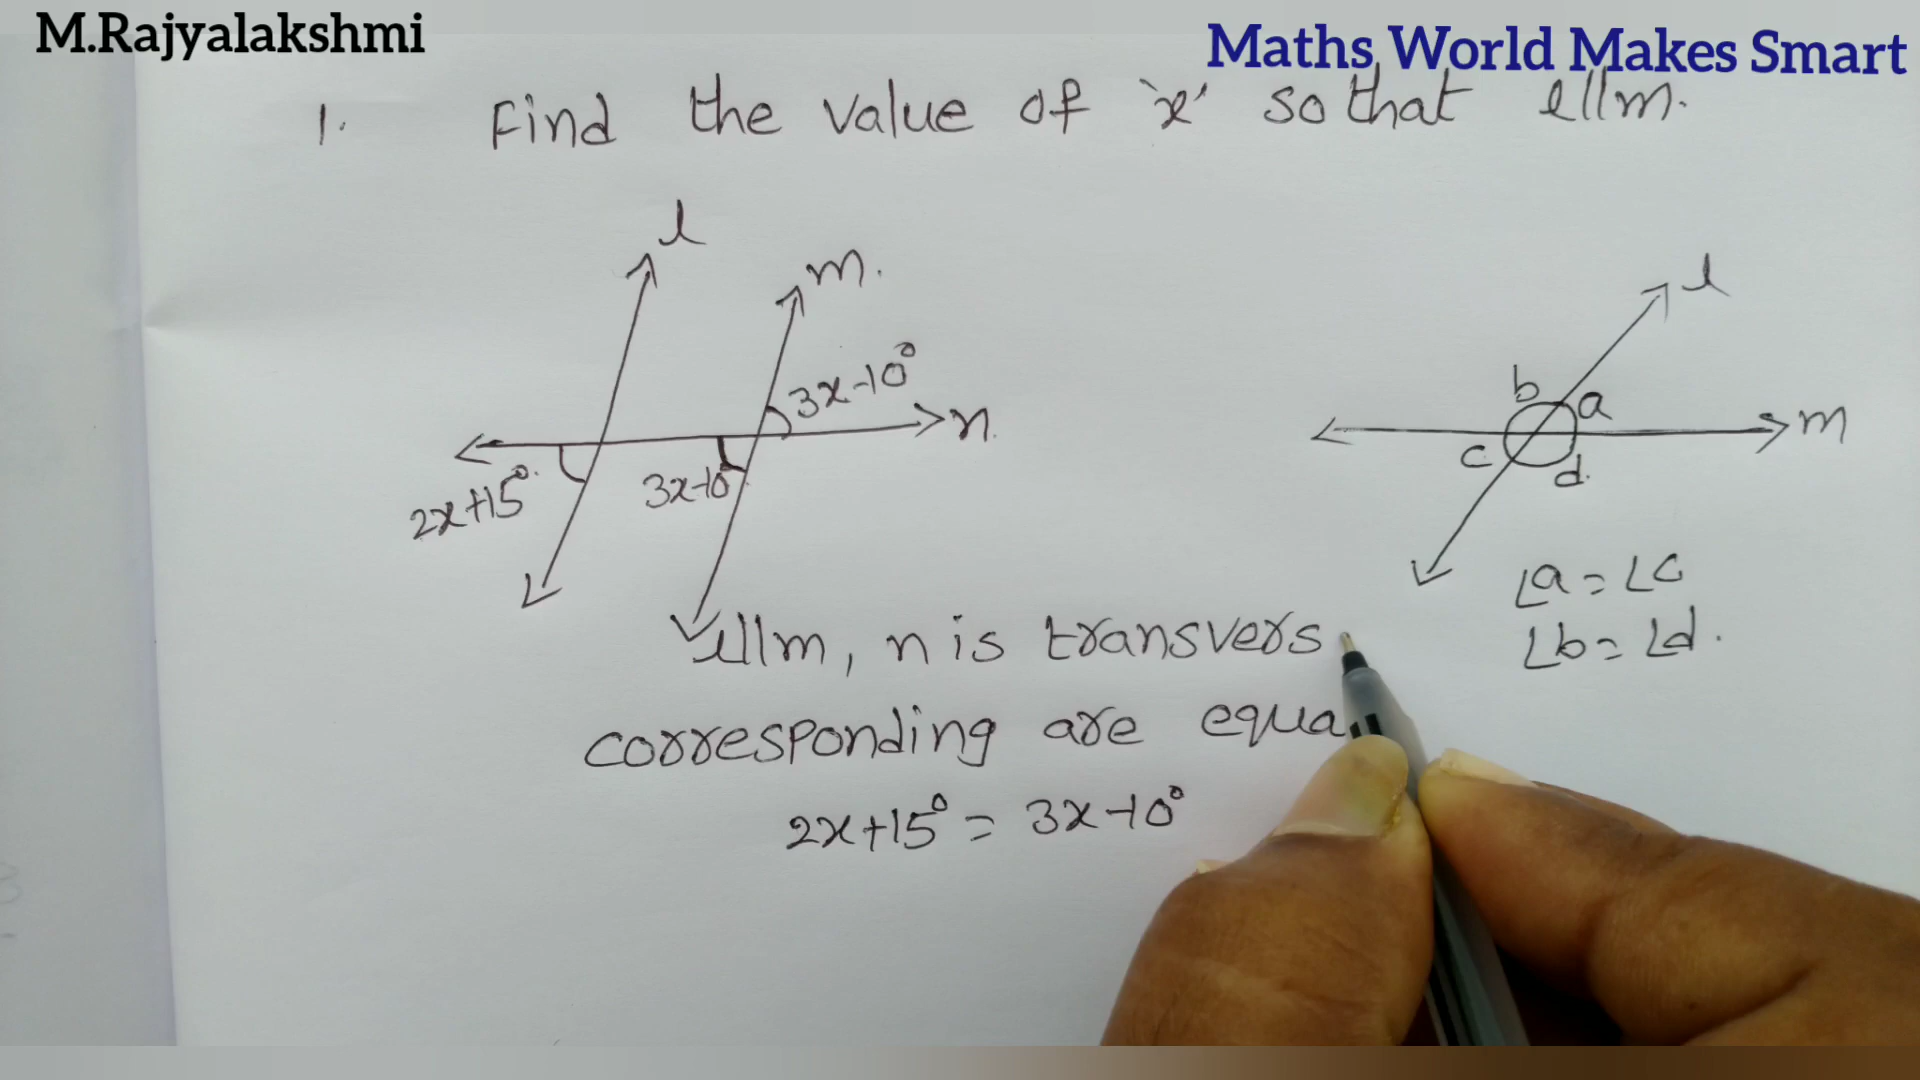 M.Rajyalakshmi
Maths World Makes Smart
1. Find the value of 'x' so that l||m.
l
m.
3x-10°
n.
2x+15°.
3x-10°
l
b
a
m
c
d.
∠a = ∠c
∠b = ∠d.
l||m, n is transvers
corresponding are equa
2x+15° = 3x-10°